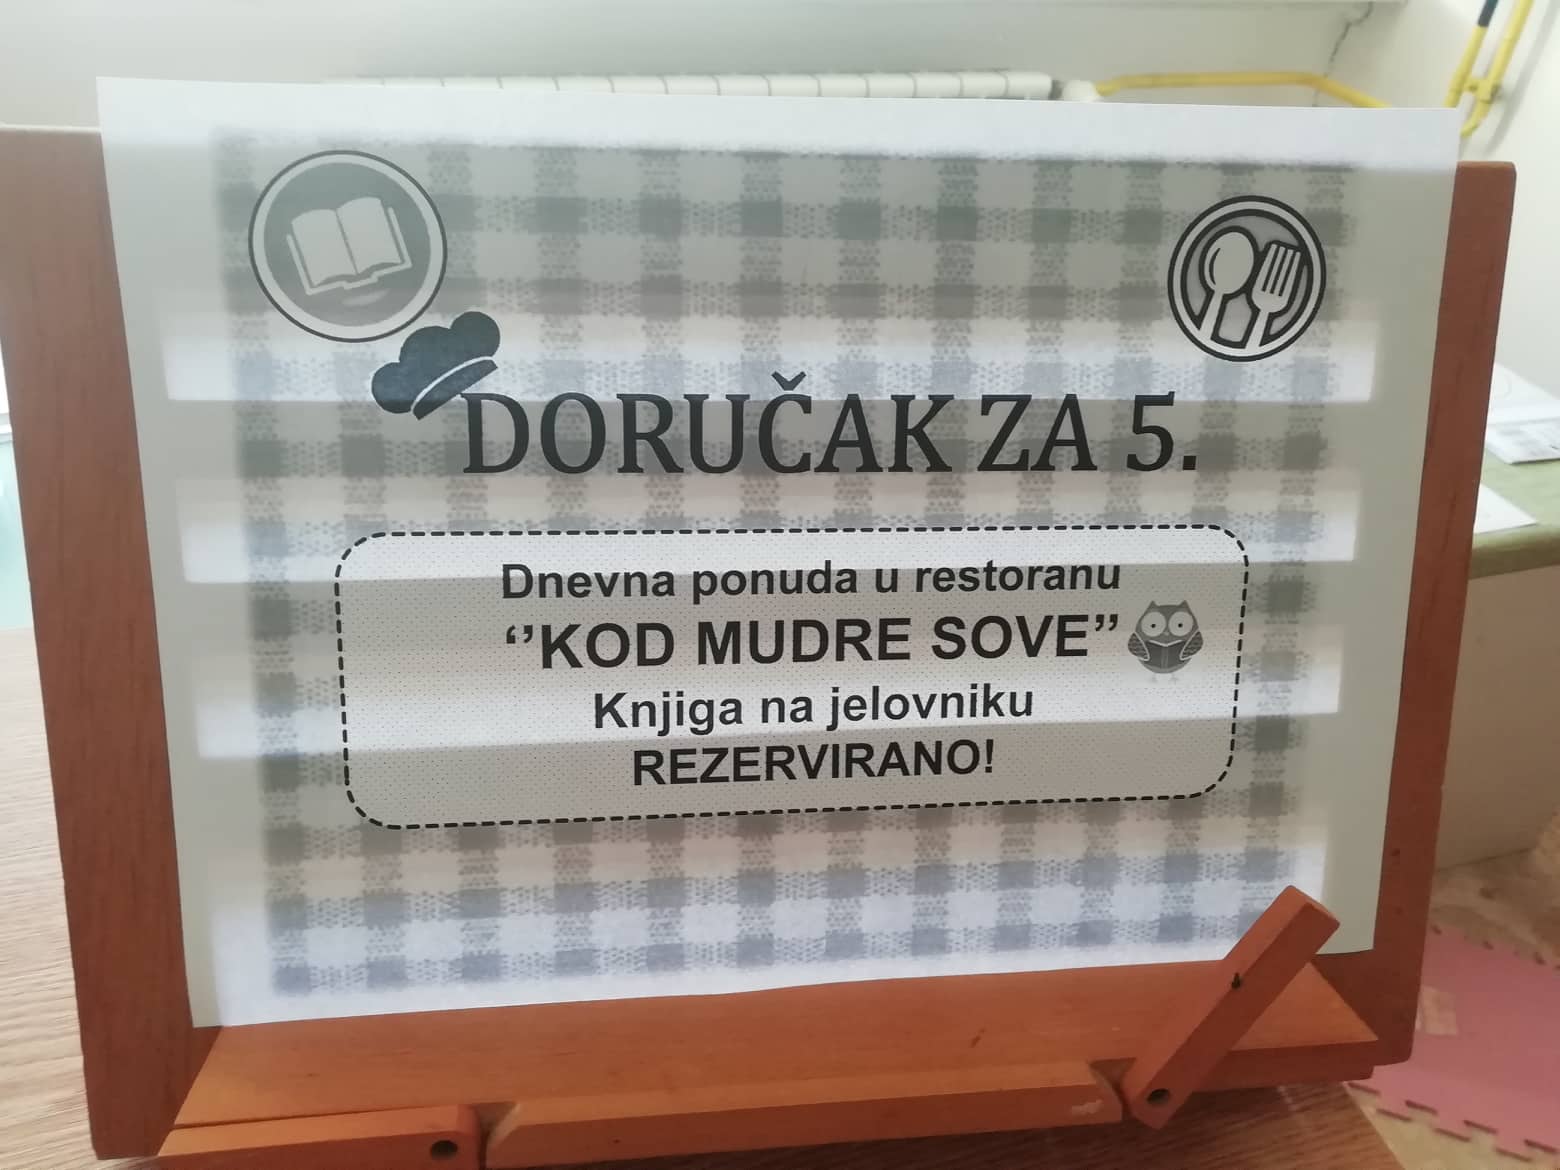 DORUČAK ZA 5.
Dnevna ponuda u restoranu
‘’KOD MUDRE SOVE’’
Knjiga na jelovniku
REZERVIRANO!